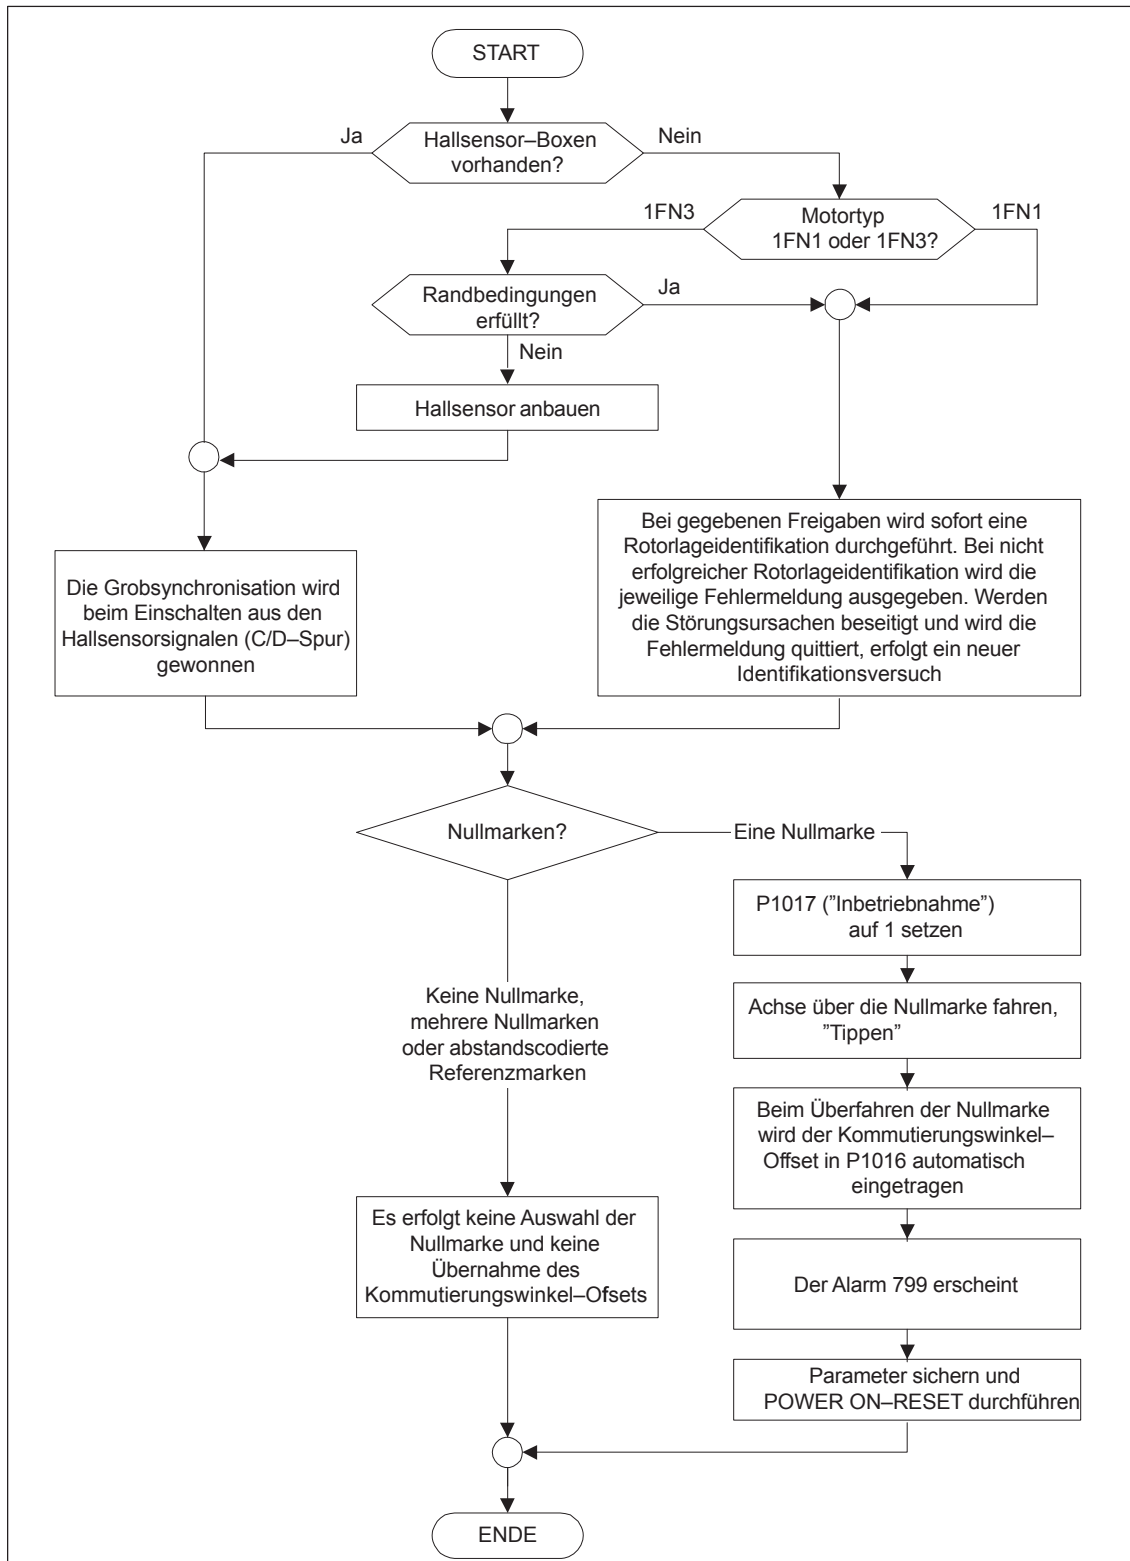 START
Ja
Hallsensor–Boxen
vorhanden?
Nein
1FN3
Motortyp
1FN1 oder 1FN3?
1FN1
Randbedingungen
erfüllt?
Ja
Nein
Hallsensor anbauen
Die Grobsynchronisation wird
beim Einschalten aus den
Hallsensorsignalen (C/D–Spur)
gewonnen
Bei gegebenen Freigaben wird sofort eine
Rotorlageidentifikation durchgeführt. Bei nicht
erfolgreicher Rotorlageidentifikation wird die
jeweilige Fehlermeldung ausgegeben. Werden
die Störungsursachen beseitigt und wird die
Fehlermeldung quittiert, erfolgt ein neuer
Identifikationsversuch
Nullmarken?
Eine Nullmarke
P1017 (”Inbetriebnahme”)
auf 1 setzen
Achse über die Nullmarke fahren,
”Tippen”
Beim Überfahren der Nullmarke
wird der Kommutierungswinkel–
Offset in P1016 automatisch
eingetragen
Der Alarm 799 erscheint
Parameter sichern und
POWER ON–RESET durchführen
Keine Nullmarke,
mehrere Nullmarken
oder abstandscodierte
Referenzmarken
Es erfolgt keine Auswahl der
Nullmarke und keine
Übernahme des
Kommutierungswinkel–Ofsets
ENDE